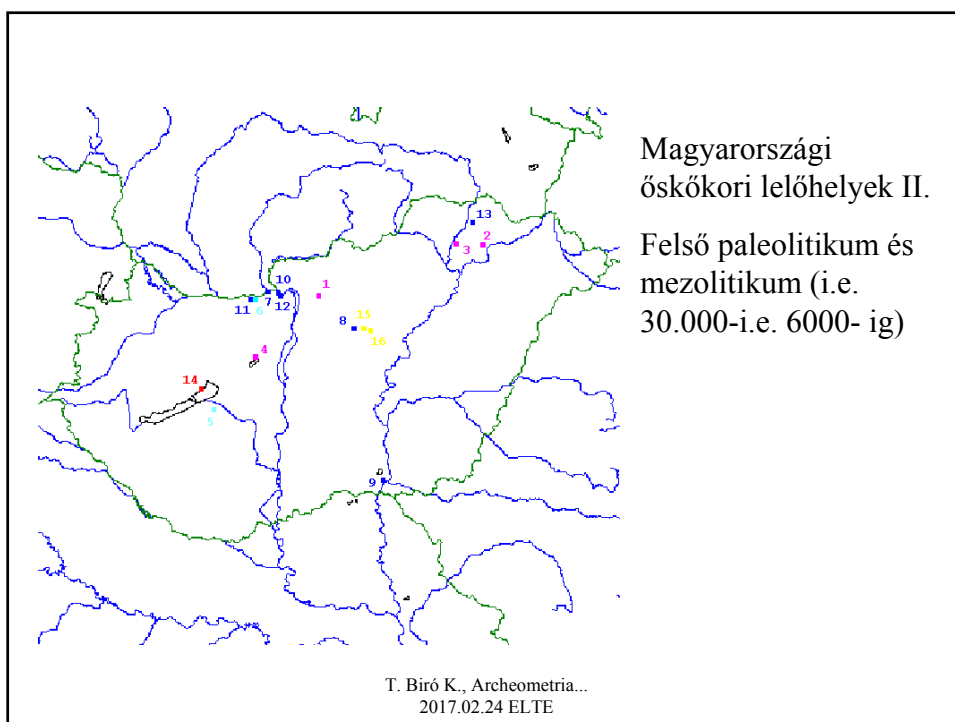 Magyarországi
őskőkori lelőhelyek II.
Felső paleolitikum és
mezolitikum (i.e.
30.000-i.e. 6000- ig)
13
3
2
10
1
11
6
7
12
8
15
16
4
14
5
9
T. Biró K., Archeometria...
2017.02.24 ELTE